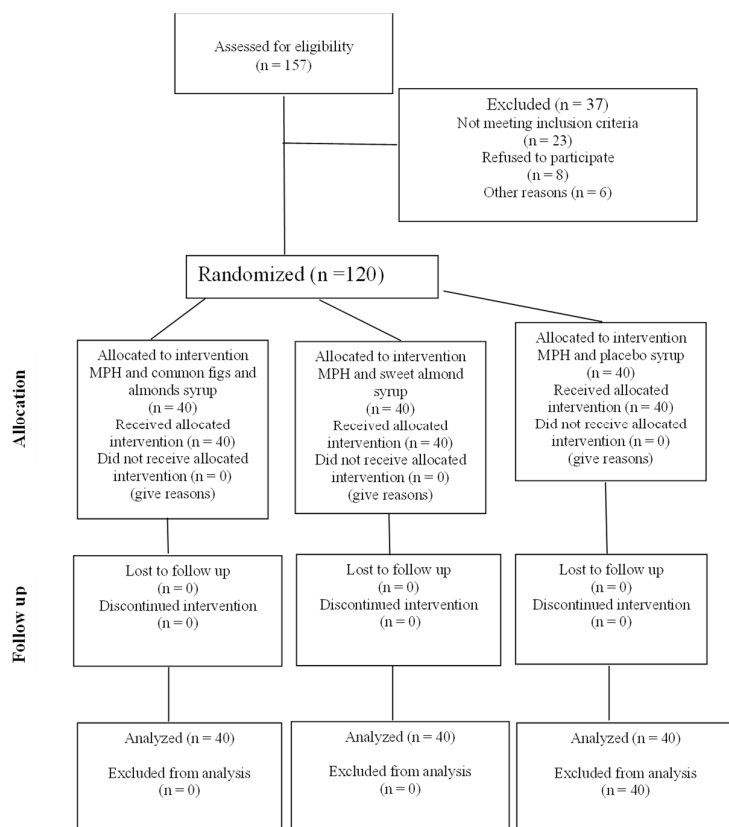 Assessed for eligibility
(n = 157)
Excluded (n = 37)
Not meeting inclusion criteria
(n = 23)
Refused to participate
(n = 8)
Other reasons (n = 6)
Randomized (n =120)
Allocation
Allocated to intervention
MPH and common figs and
almonds syrup
(n = 40)
Received allocated
intervention (n = 40)
Did not receive allocated
intervention (n = 0)
(give reasons)
Allocated to intervention
MPH and sweet almond
syrup
(n = 40)
Received allocated
intervention (n = 40)
Did not receive allocated
intervention (n = 0)
(give reasons)
Allocated to intervention
MPH and placebo syrup
(n = 40)
Received allocated
intervention (n = 40)
Did not receive allocated
intervention (n = 0)
(give reasons)
Follow up
Lost to follow up
(n = 0)
Discontinued intervention
(n = 0)
Lost to follow up
(n = 0)
Discontinued intervention
(n = 0)
Lost to follow up
(n = 0)
Discontinued intervention
(n = 0)
Analyzed (n = 40)
Excluded from analysis
(n = 0)
Analyzed (n = 40)
Excluded from analysis
(n = 0)
Analyzed (n = 40)
Excluded from analysis
(n = 40)